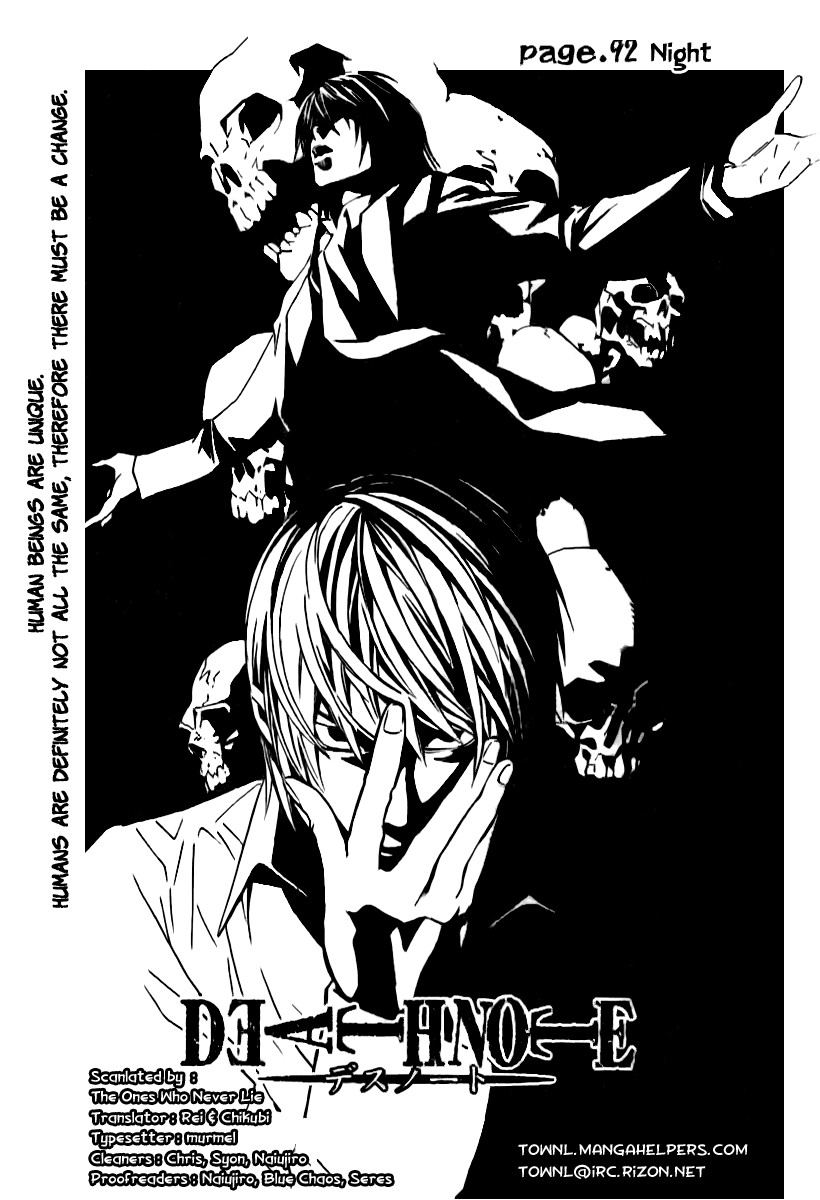 page.92 Night
HUMAN BEINGS ARE UNIQUE.
HUMANS ARE DEFINITELY NOT ALL THE SAME, THEREFORE THERE MUST BE A CHANGE.
DEATH NOTE
デスノート
Scanlated by :
The Ones Who Never Lie
Translator : Rei & Chikubi
Typesetter : murmel
Cleaners : Chris, Syon, Naiujiro
Proofreaders : Naiujiro, Blue Chaos, Seres
TOWNL.MANGAHELPERS.COM
TOWNL@iRC.RIZON.NET